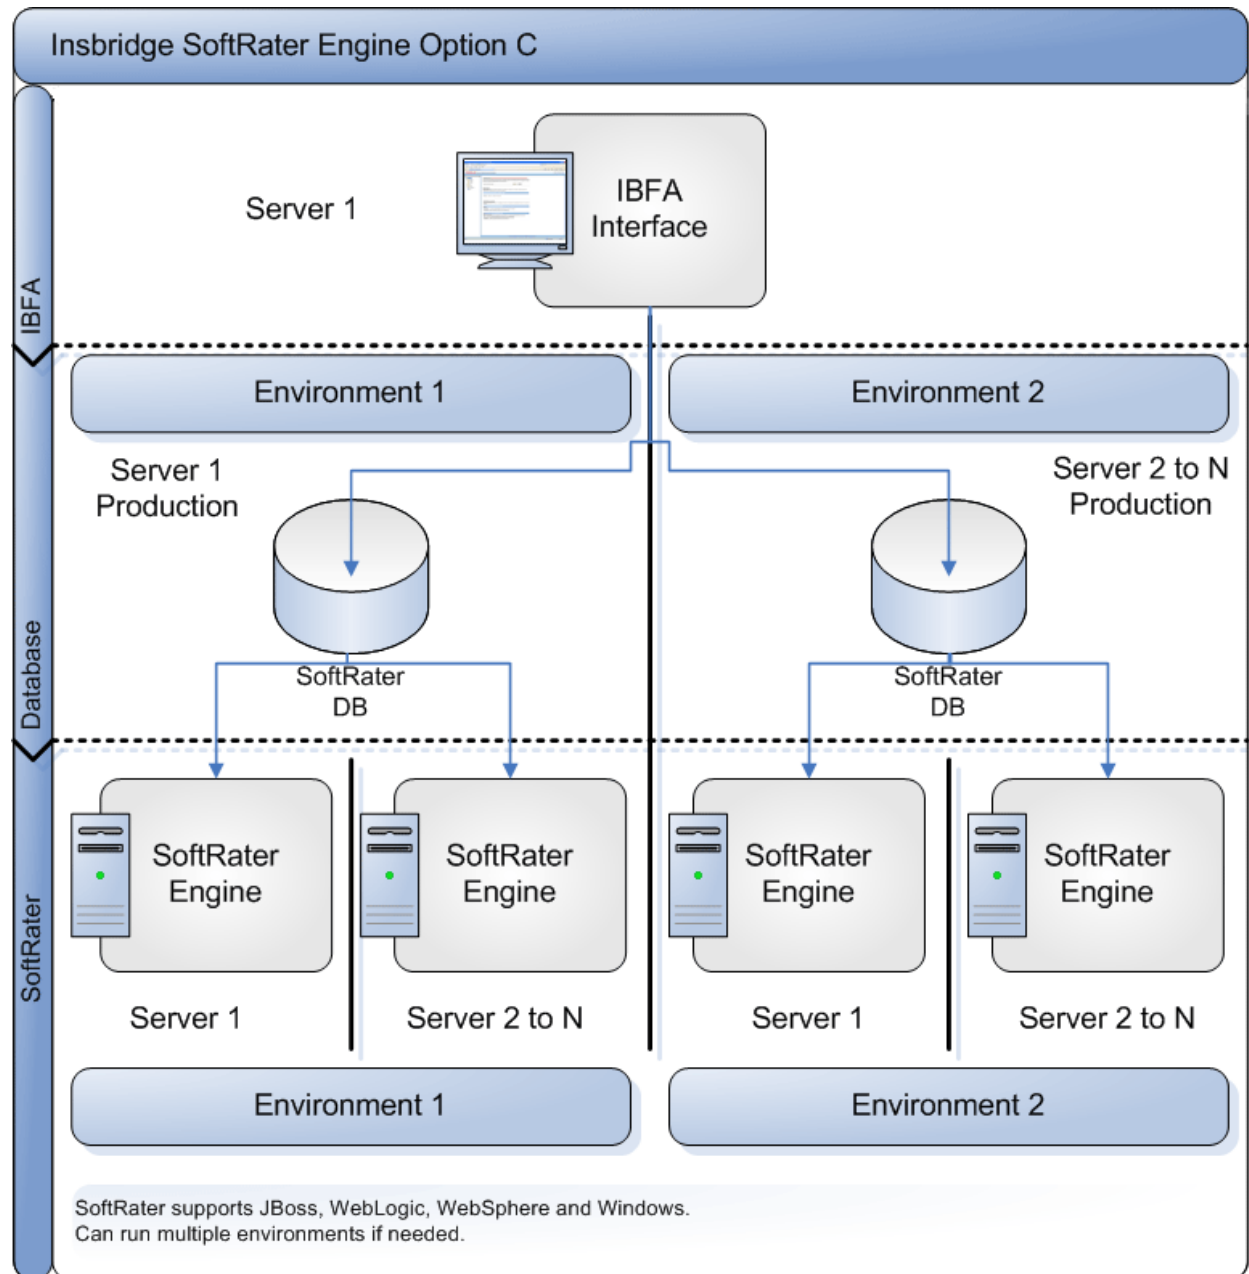 Insbridge SoftRater Engine Option C
IBFA
Server 1
IBFA
Interface
Environment 1
Environment 2
Database
Server 1
Production
Server 2 to N
Production
SoftRater
DB
SoftRater
DB
SoftRater
SoftRater
Engine
SoftRater
Engine
SoftRater
Engine
SoftRater
Engine
Server 1
Server 2 to N
Server 1
Server 2 to N
Environment 1
Environment 2
SoftRater supports JBoss, WebLogic, WebSphere and Windows.
Can run multiple environments if needed.